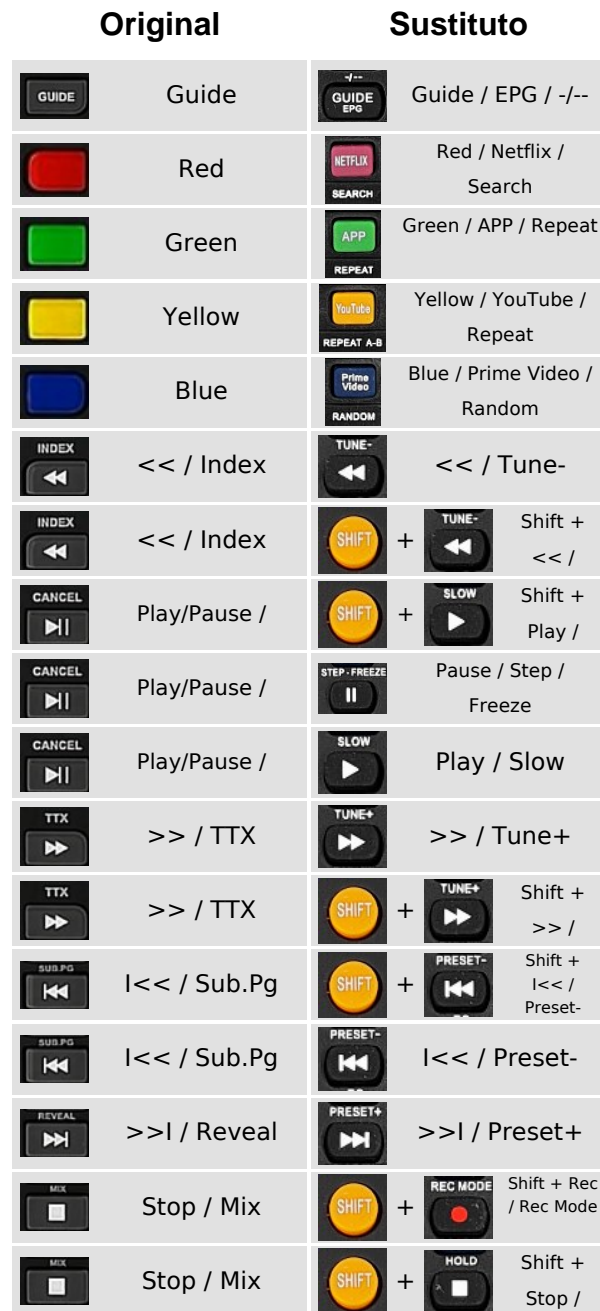 Original Sustituto
GUIDE Guide -/-- GUIDE EPG Guide / EPG / -/--
Red NETFLIX SEARCH Red / Netflix /
Search
Green APP REPEAT Green / APP / Repeat
Yellow YouTube REPEAT A-B Yellow / YouTube /
Repeat
Blue Prime Video RANDOM Blue / Prime Video /
Random
INDEX << / Index TUNE- << / Tune-
INDEX << / Index SHIFT + TUNE- Shift +
<< /
CANCEL Play/Pause / SHIFT + SLOW Shift +
Play /
CANCEL Play/Pause / STEP-FREEZE Pause / Step /
Freeze
CANCEL Play/Pause / SLOW Play / Slow
TTX >> / TTX TUNE+ >> / Tune+
TTX >> / TTX SHIFT + TUNE+ Shift +
>> /
SUB.PG I<< / Sub.Pg SHIFT + PRESET- Shift +
I<< /
Preset-
SUB.PG I<< / Sub.Pg PRESET- I<< / Preset-
REVEAL >>I / Reveal PRESET+ >>I / Preset+
MIX Stop / Mix SHIFT + REC MODE Shift + Rec
/ Rec Mode
MIX Stop / Mix SHIFT + HOLD Shift +
Stop /